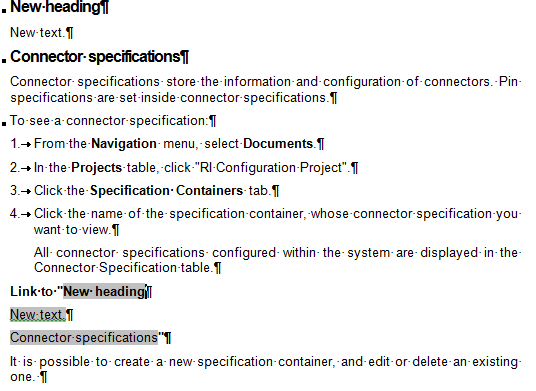 New heading¶
New text.¶
Connector specifications¶
Connector specifications store the information and configuration of connectors. Pin
specifications are set inside connector specifications.¶
To see a connector specification:¶
1.→From the Navigation menu, select Documents.¶
2.→In the Projects table, click "RI Configuration Project".¶
3.→Click the Specification Containers tab.¶
4.→Click the name of the specification container, whose connector specification you
want to view.¶
All connector specifications configured within the system are displayed in the
Connector Specification table.¶
Link to "New heading¶
New text.¶
Connector specifications"¶
It is possible to create a new specification container, and edit or delete an existing
one. ¶